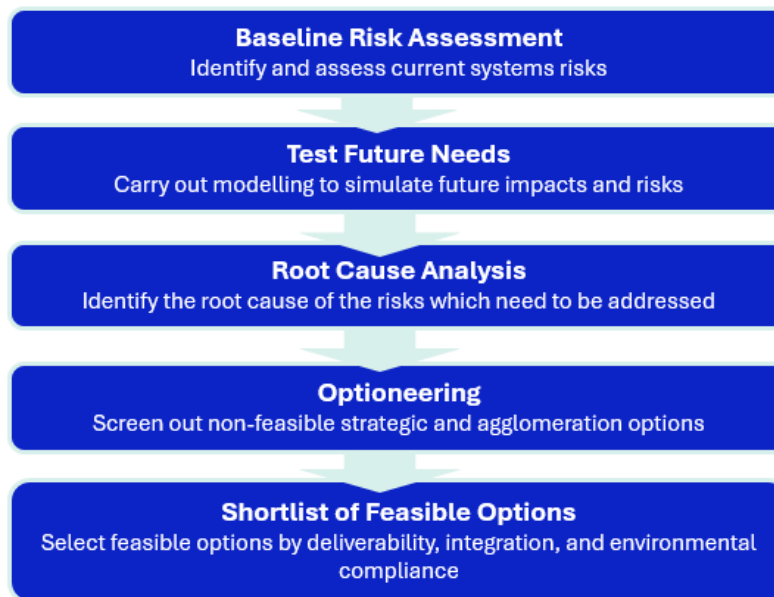 Baseline Risk Assessment
Identify and assess current systems risks
Test Future Needs
Carry out modelling to simulate future impacts and risks
Root Cause Analysis
Identify the root cause of the risks which need to be addressed
Optioneering
Screen out non-feasible strategic and agglomeration options
Shortlist of Feasible Options
Select feasible options by deliverability, integration, and environmental
compliance